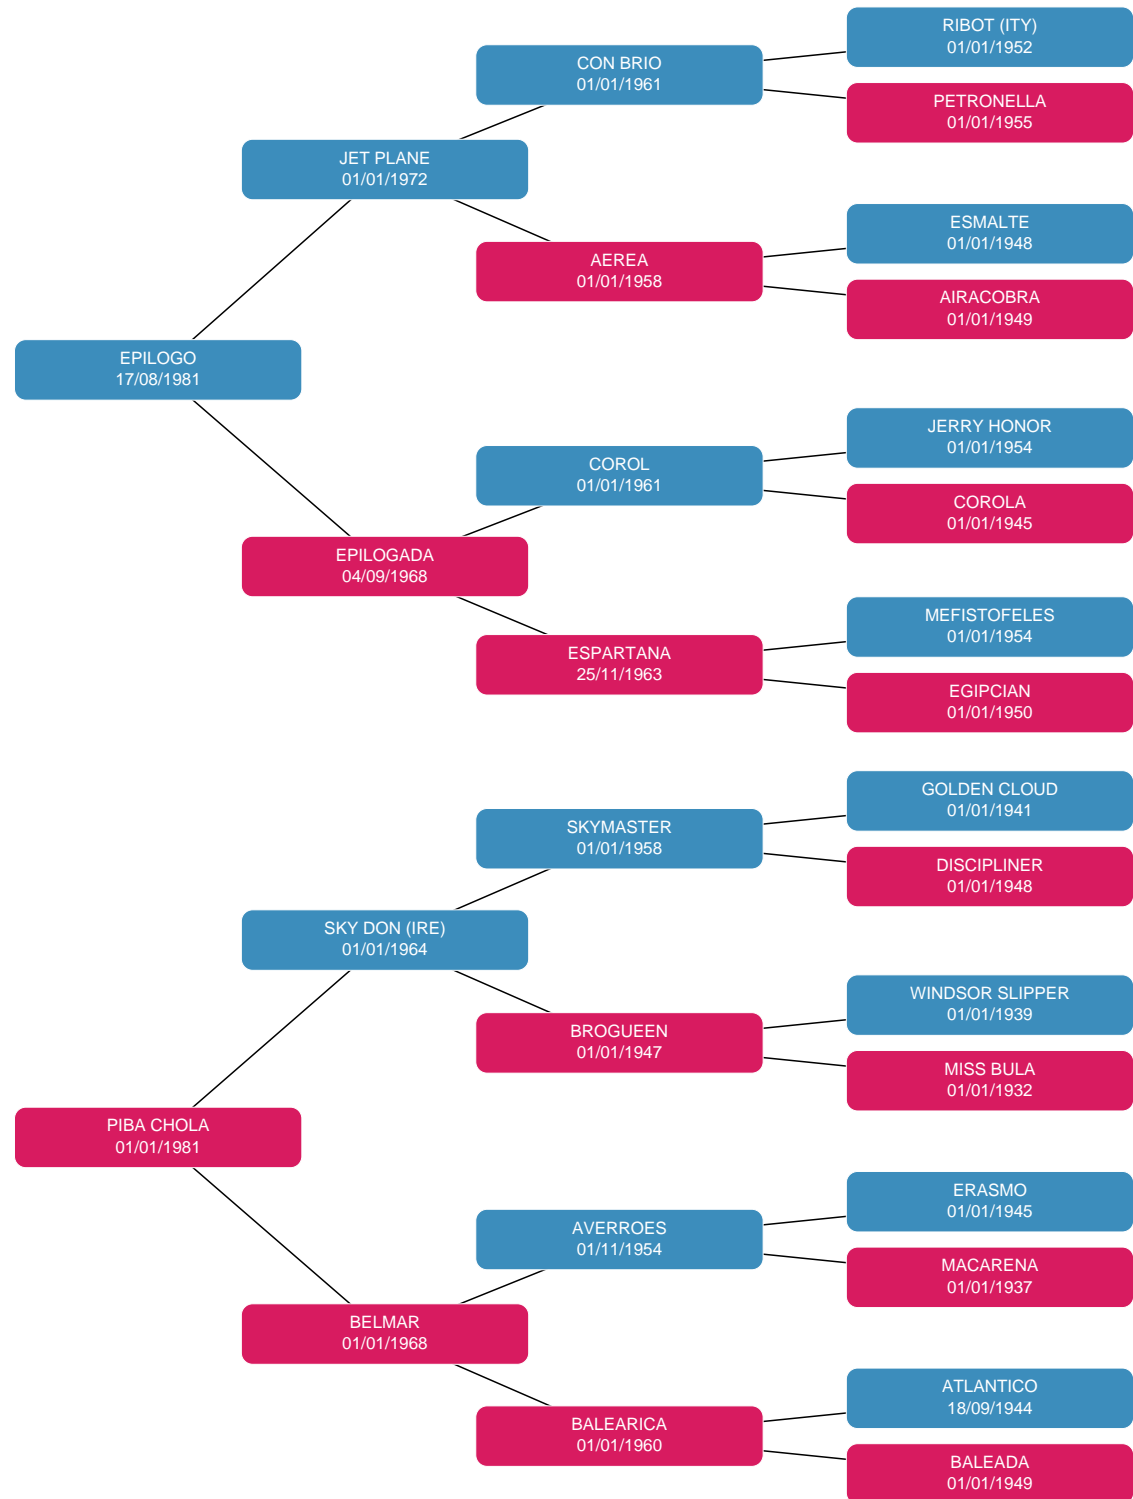 RIBOT (ITY)
01/01/1952
CON BRIO
01/01/1961
PETRONELLA
01/01/1955
JET PLANE
01/01/1972
ESMALTE
01/01/1948
AEREA
01/01/1958
AIRACOBRA
01/01/1949
EPILOGO
17/08/1981
JERRY HONOR
01/01/1954
COROL
01/01/1961
COROLA
01/01/1945
EPILOGADA
04/09/1968
MEFISTOFELES
01/01/1954
ESPARTANA
25/11/1963
EGIPCIAN
01/01/1950
GOLDEN CLOUD
01/01/1941
SKYMASTER
01/01/1958
DISCIPLINER
01/01/1948
SKY DON (IRE)
01/01/1964
WINDSOR SLIPPER
01/01/1939
BROGUEEN
01/01/1947
MISS BULA
01/01/1932
PIBA CHOLA
01/01/1981
ERASMO
01/01/1945
AVERROES
01/11/1954
MACARENA
01/01/1937
BELMAR
01/01/1968
ATLANTICO
18/09/1944
BALEARICA
01/01/1960
BALEADA
01/01/1949